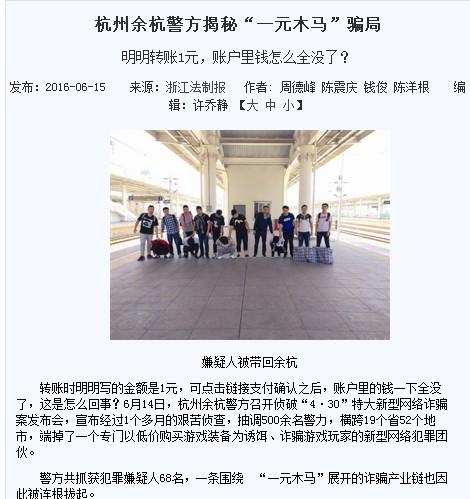 杭州余杭警方揭秘“一元木马”骗局
明明转账1元，账户里钱怎么全没了？
发布：2016-06-15 来源：浙江法制报 作者: 周德峰 陈震庆 钱俊 陈洋根 编
辑：许乔静 【大 中 小】
嫌疑人被带回余杭
转账时明明写的金额是1元，可点击链接支付确认之后，账户里的钱一下全没
了，这是怎么回事？6月14日，杭州余杭警方召开侦破“4·30”特大新型网络诈骗
案发布会，宣布经过1个多月的艰苦侦查，抽调500余名警力，横跨19个省52个地
市，端掉了一个专门以低价购买游戏装备为诱饵、诈骗游戏玩家的新型网络犯罪团
伙。
警方共抓获犯罪嫌疑人68名，一条围绕 “一元木马”展开的诈骗产业链也因
此被连根拔起。